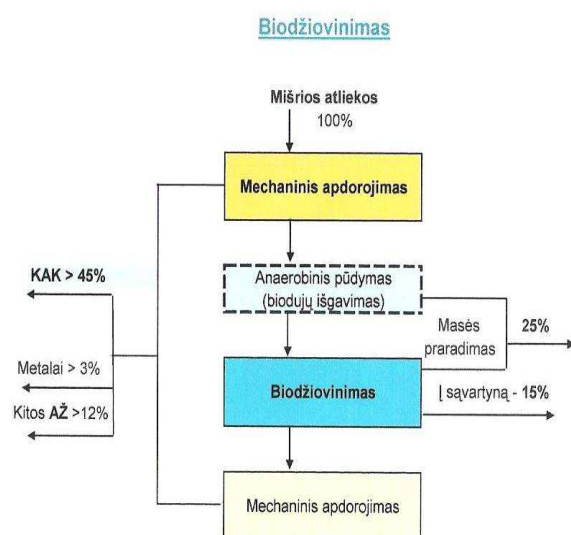 Biodžiovinimas
Mišrios atliekos
100%
Mechaninis apdorojimas
Anaerobinis pūdymas
(biodujų išgavimas)
KAK > 45%
Masės
praradimas
25%
Metalai > 3%
Biodžiovinimas
Į sąvartyną - 15%
Kitos AŽ >12%
Mechaninis apdorojimas